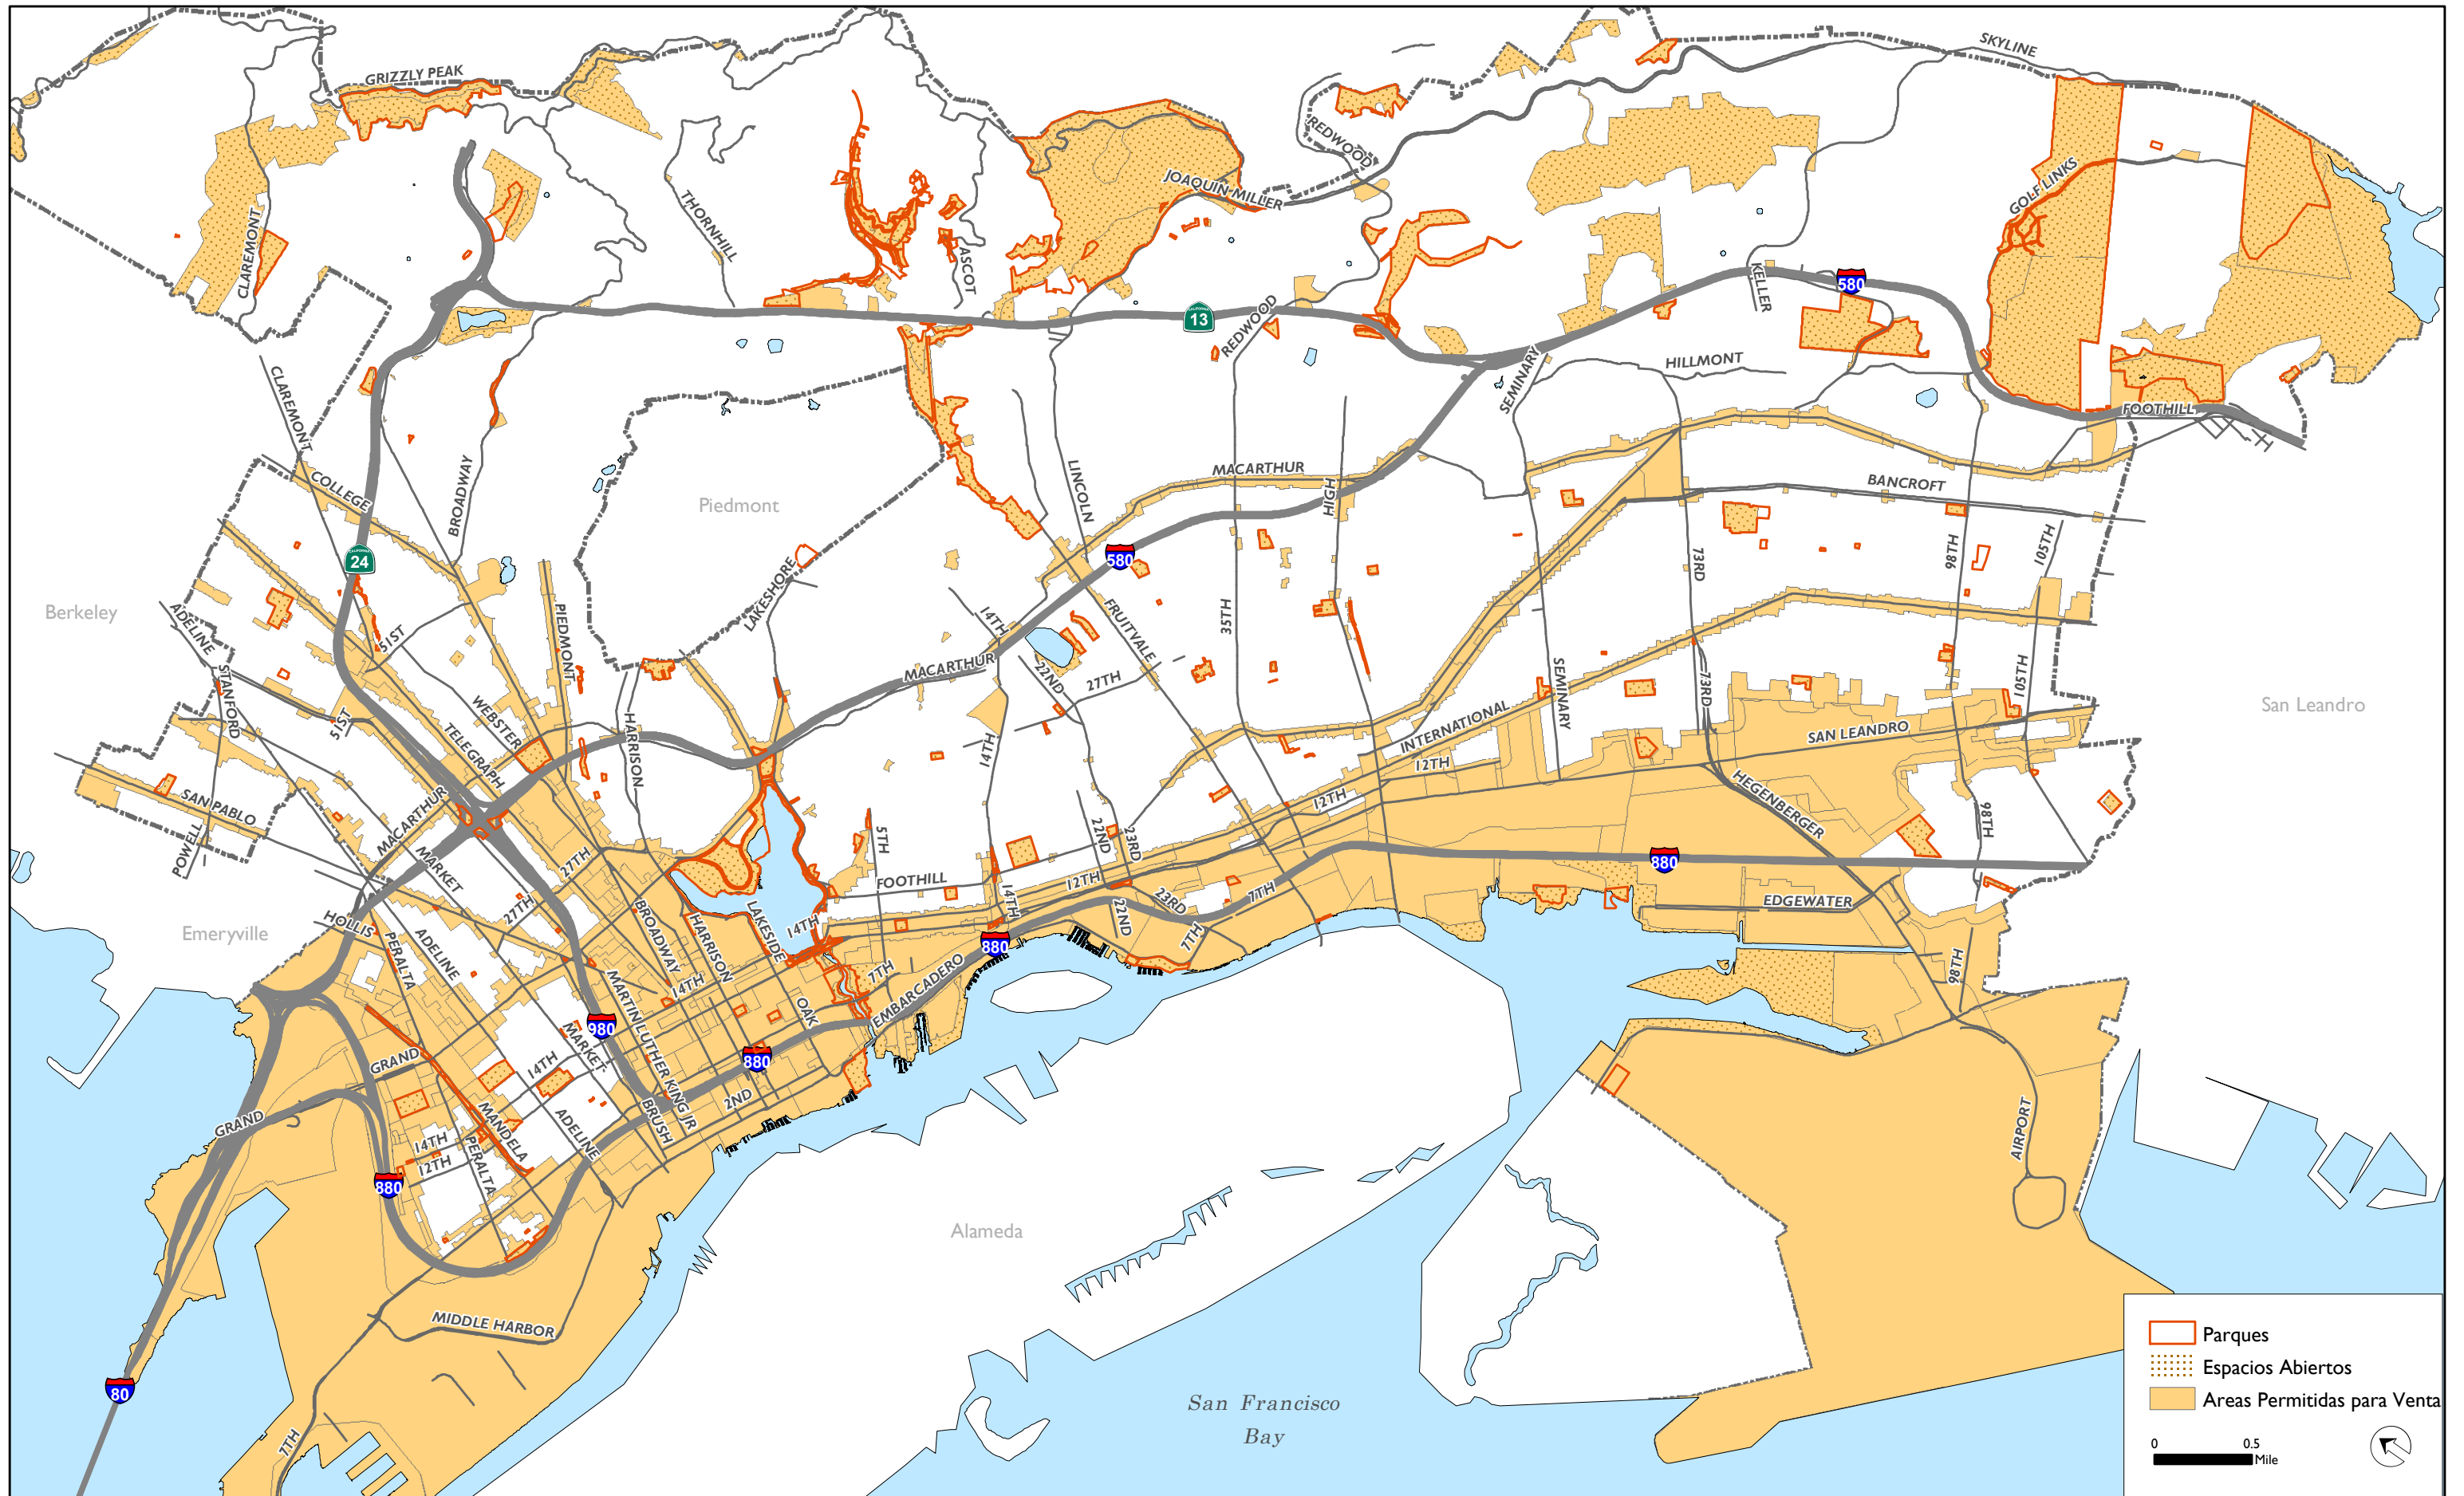 GRIZZLY PEAK
SKYLINE
REDWOOD
JOAQUIN MILLER
GOLF LINKS
CLAREMONT
THORNHILL
ASCOT
KELLER
580
13
REDWOOD
SEMINARY
HILLMONT
FOOTHILL
CLAREMONT
COLLEGE
BROADWAY
Piedmont
LINCOLN
MACARTHUR
HIGH
BANCROFT
24
580
73RD
98TH
105TH
Berkeley
ADELINE
51ST
PIEDMONT
LAKESHORE
14TH
FRUITVALE
35TH
STANFORD
MACARTHUR
22ND
27TH
SEMINARY
73RD
105TH
San Leandro
51ST
WEBSTER
TELEGRAPH
HARRISON
14TH
INTERNATIONAL
12TH
SAN LEANDRO
SAN PABLO
POWELL
MACARTHUR
MARKET
27TH
5TH
22ND
23RD
12TH
HEGENBERGER
98TH
880
FOOTHILL
12TH
14TH
23RD
22ND
7TH
7TH
EDGEWATER
Emeryville
HOLLIS
PERALTA
ADELINE
27TH
BROADWAY
HARRISON
LAKESIDE
14TH
880
98TH
7TH
EMBARCADERO
14TH
OAK
MARTIN LUTHER KING JR
980
MARKET
880
GRAND
14TH
2ND
BRUSH
GRAND
MANDELA
ADELINE
14TH
12TH
PERALTA
880
AIRPORT
Alameda
MIDDLE HARBOR
80
7TH
San Francisco
Bay
Parques
Espacios Abiertos
Areas Permitidas para Venta
0 0.5
Mile